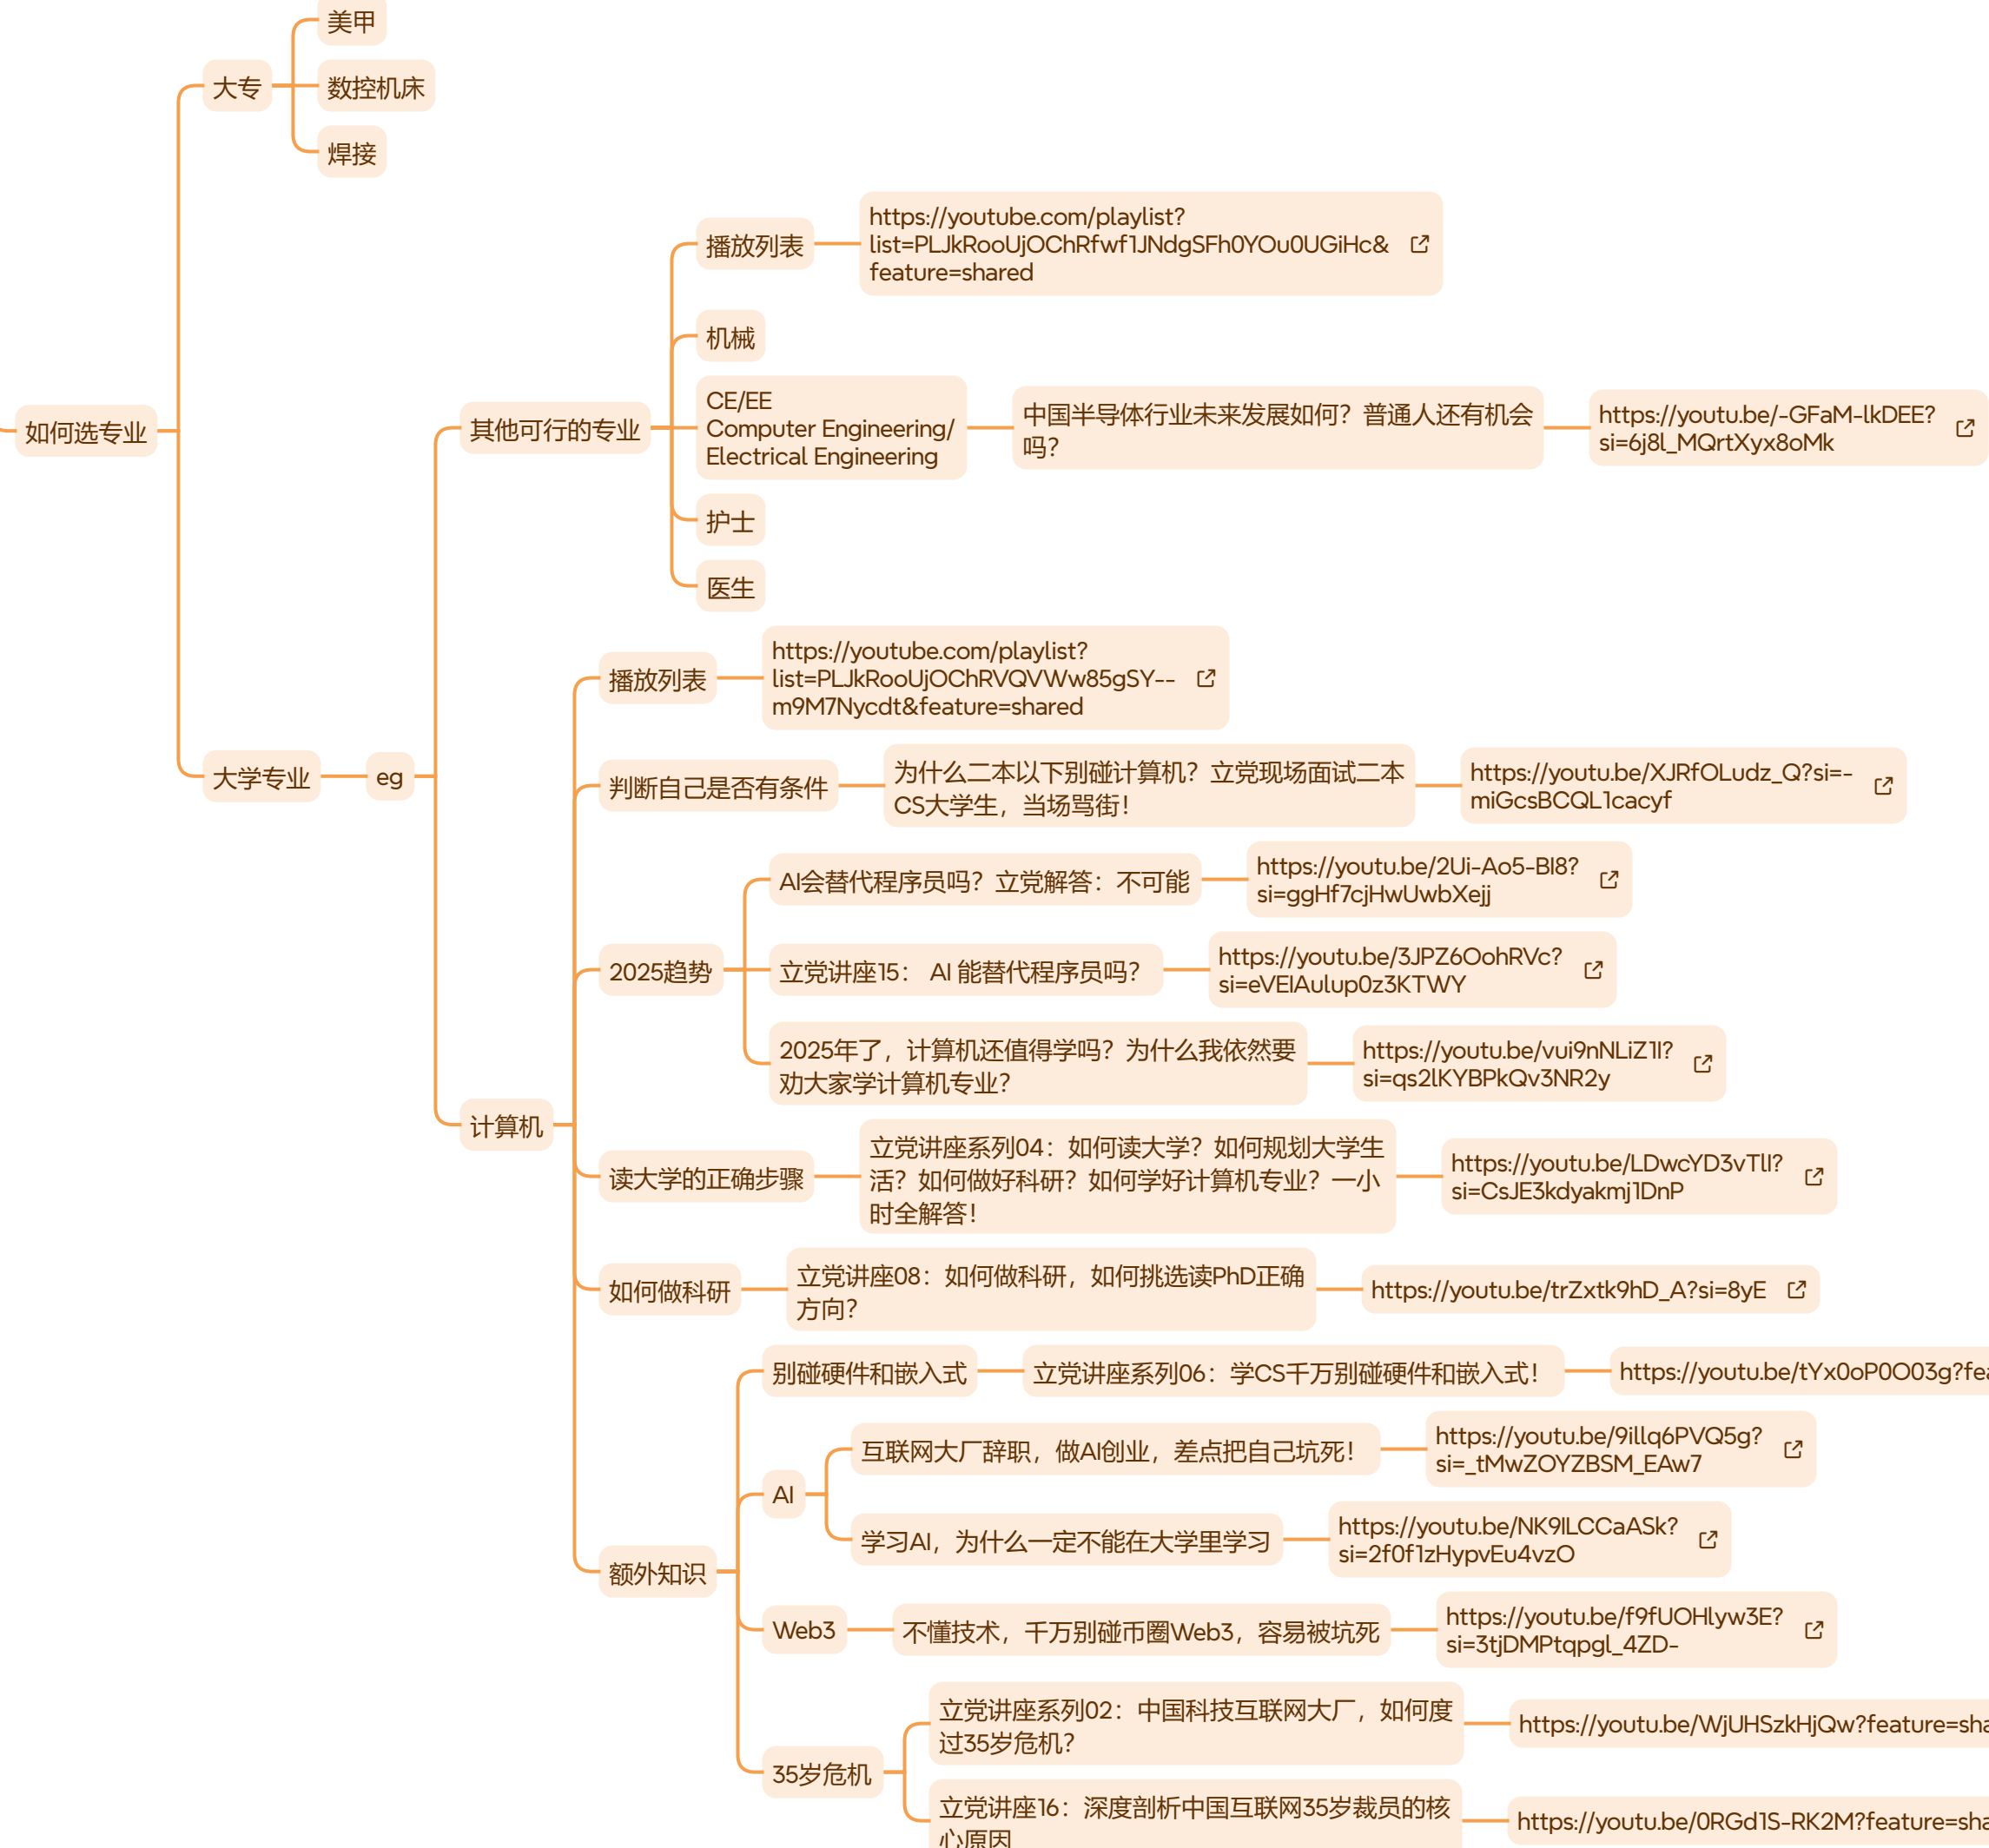 美甲
大专
数控机床
焊接
如何选专业
其他可行的专业
播放列表
https://youtube.com/playlist?
list=PLJkRooUjOChRfwf1JNdgSFh0YOu0UGiHc&
feature=shared
机械
CE/EE
Computer Engineering/
Electrical Engineering
中国半导体行业未来发展如何？普通人还有机会
吗？
https://youtu.be/-GFaM-lkDEE?
si=6j8l_MQrtXyx8oMk
护士
医生
大学专业
eg
计算机
播放列表
https://youtube.com/playlist?
list=PLJkRooUjOChRVQVWw85gSY--
m9M7Nycdt&feature=shared
判断自己是否有条件
为什么二本以下别碰计算机？立党现场面试二本
CS大学生，当场骂街！
https://youtu.be/XJRfOLudz_Q?si=-
miGcsBCQL1cacyf
2025趋势
AI会替代程序员吗？立党解答：不可能
https://youtu.be/2Ui-Ao5-BI8?
si=ggHf7cjHwUwbXejj
立党讲座15： AI 能替代程序员吗？
https://youtu.be/3JPZ6OohRVc?
si=eVEIAulup0z3KTWY
2025年了，计算机还值得学吗？为什么我依然要
劝大家学计算机专业？
https://youtu.be/vui9nNLiZ1I?
si=qs2lKYBPkQv3NR2y
读大学的正确步骤
立党讲座系列04：如何读大学？如何规划大学生
活？如何做好科研？如何学好计算机专业？一小
时全解答！
https://youtu.be/LDwcYD3vTlI?
si=CsJE3kdyakmj1DnP
如何做科研
立党讲座08：如何做科研，如何挑选读PhD正确
方向？
https://youtu.be/trZxtk9hD_A?si=8yE
额外知识
别碰硬件和嵌入式
立党讲座系列06：学CS千万别碰硬件和嵌入式！
https://youtu.be/tYx0oP0O03g?fea
AI
互联网大厂辞职，做AI创业，差点把自己坑死！
https://youtu.be/9illq6PVQ5g?
si=_tMwZOYZBSM_EAw7
学习AI，为什么一定不能在大学里学习
https://youtu.be/NK9ILCCaASk?
si=2f0f1zHypvEu4vzO
Web3
不懂技术，千万别碰币圈Web3，容易被坑死
https://youtu.be/f9fUOHlyw3E?
si=3tjDMPtqpgl_4ZD-
35岁危机
立党讲座系列02：中国科技互联网大厂，如何度
过35岁危机？
https://youtu.be/WjUHSzkHjQw?feature=sha
立党讲座16：深度剖析中国互联网35岁裁员的核
心原因
https://youtu.be/0RGd1S-RK2M?feature=sha